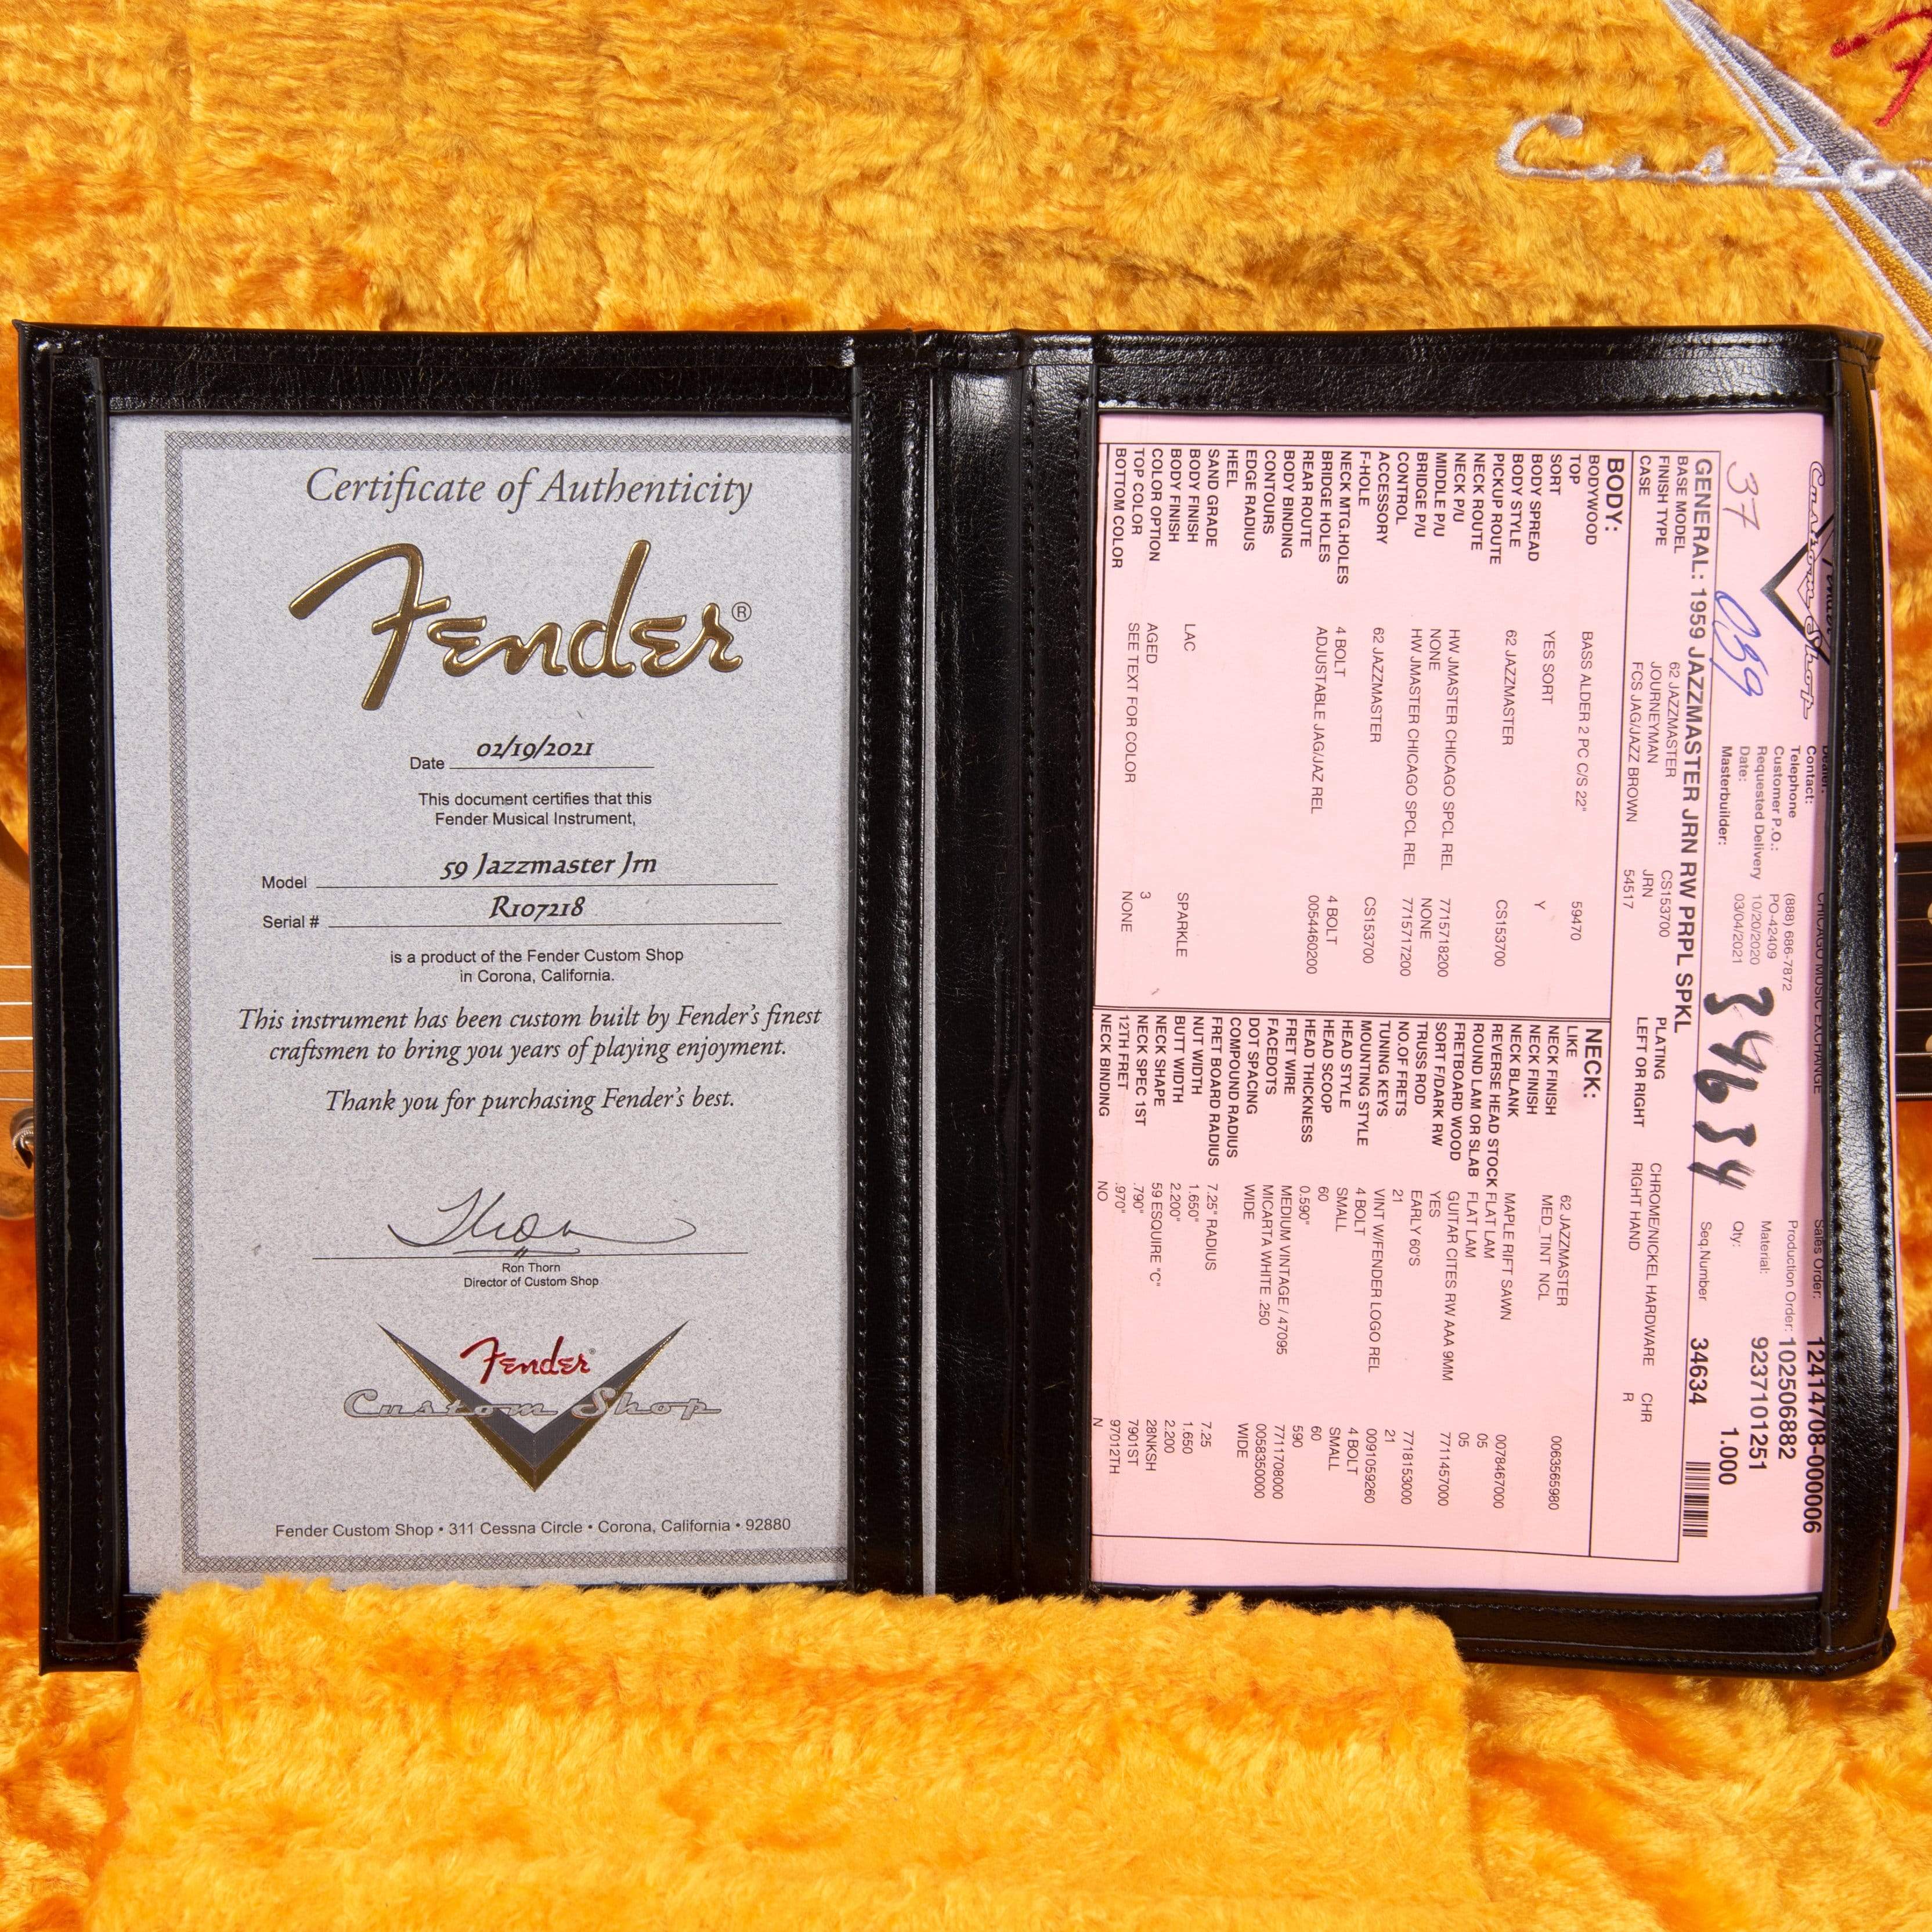 Certificate of Authenticity
Fender®
Date 02/19/2021
This document certifies that this
Fender Musical Instrument,
Model 59 Jazzmaster Jrn
Serial # R107218
is a product of the Fender Custom Shop
in Corona, California.
This instrument has been custom built by Fender's finest
craftsmen to bring you years of playing enjoyment.
Thank you for purchasing Fender's best.
Ron Thorn
Director of Custom Shop
Fender®
Custom Shop
Fender Custom Shop • 311 Cessna Circle • Corona, California • 92880
Fender
Custom Shop
Dealer: CHICAGO MUSIC EXCHANGE Sales Order: 12414708-000006
Contact:
Telephone (888) 686-7872 Production Order: 102506882
Customer P.O.: PO-42409 Material: 9237101251
Requested Delivery 10/20/2020
Date: 03/04/2021 Qty: 1.000
Masterbuilder:
37
34634
Seq.Number 34634
GENERAL: 1959 JAZZMASTER JRN RW PRPL SPKL
BASE MODEL 62 JAZZMASTER CS153700 PLATING CHROME/NICKEL HARDWARE CHR
FINISH TYPE JOURNEYMAN JRN LEFT OR RIGHT RIGHT HAND R
CASE FCS JAG/JAZZ BROWN 54517
BODY:
BODYWOOD BASS ALDER 2 PC C/S 22" 59470
TOP
SORT YES SORT Y
BODY SPREAD
BODY STYLE 62 JAZZMASTER CS153700
PICKUP ROUTE
NECK ROUTE
NECK P/U HW JMASTER CHICAGO SPCL REL 7715718200
MIDDLE P/U NONE NONE
BRIDGE P/U HW JMASTER CHICAGO SPCL REL 7715717200
CONTROL
ACCESSORY 62 JAZZMASTER CS153700
F-HOLE
NECK MTG.HOLES 4 BOLT 4 BOLT
BRIDGE HOLES ADJUSTABLE JAG/JAZ REL 0054460200
REAR ROUTE
BODY BINDING
CONTOURS
EDGE RADIUS
HEEL
SAND GRADE
BODY FINISH LAC SPARKLE
BODY FINISH
COLOR OPTION AGED 3
TOP COLOR SEE TEXT FOR COLOR NONE
BOTTOM COLOR
NECK:
LIKE 62 JAZZMASTER 0063565980
NECK FINISH MED_TINT NCL
NECK FINISH
NECK BLANK MAPLE RIFT SAWN 0078467000
REVERSE HEAD STOCK FLAT LAM 05
ROUND LAM OR SLAB FLAT LAM 05
FRETBOARD WOOD GUITAR CITES RW AAA 9MM 7711457000
SORT F/DARK RW YES
TRUSS ROD EARLY 60'S 7718153000
NO.OF FRETS 21 21
TUNING KEYS VINT W/FENDER LOGO REL 0091059260
MOUNTING STYLE 4 BOLT 4 BOLT
HEAD STYLE SMALL SMALL
HEAD SCOOP 60 60
HEAD THICKNESS 0.590" 590
FRET WIRE MEDIUM VINTAGE / 47095 7711708000
FACEDOTS MICARTA WHITE .250 0058350000
DOT SPACING WIDE WIDE
COMPOUND RADIUS
FRET BOARD RADIUS 7.25" RADIUS 7.25
NUT WIDTH 1.650" 1.650
BUTT WIDTH 2.200" 2.200
NECK SHAPE 59 ESQUIRE "C" 28NKSH
NECK SPEC 1ST .790" 7901ST
12TH FRET .970" 97012TH
NECK BINDING NO N